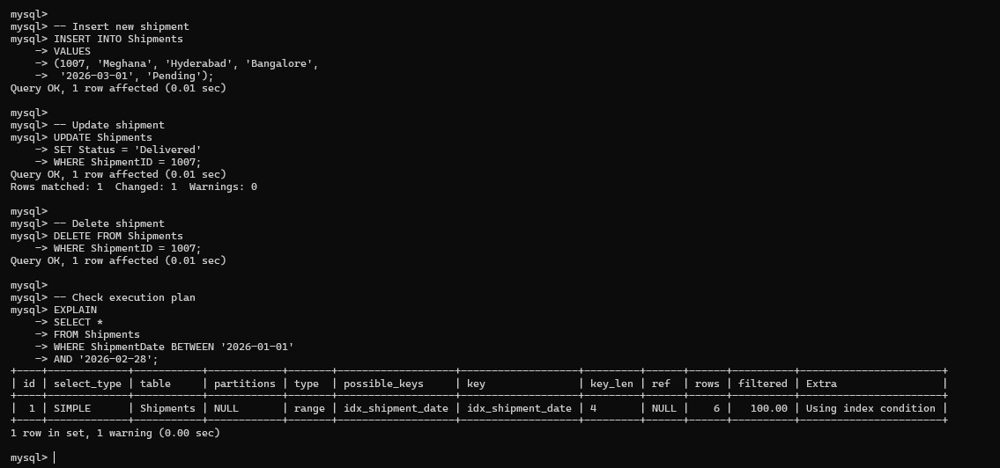 mysql>
mysql> -- Insert new shipment
mysql> INSERT INTO Shipments
    -> VALUES
    -> (1007, 'Meghana', 'Hyderabad', 'Bangalore',
    ->  '2026-03-01', 'Pending');
Query OK, 1 row affected (0.01 sec)

mysql>
mysql> -- Update shipment
mysql> UPDATE Shipments
    -> SET Status = 'Delivered'
    -> WHERE ShipmentID = 1007;
Query OK, 1 row affected (0.01 sec)
Rows matched: 1  Changed: 1  Warnings: 0

mysql>
mysql> -- Delete shipment
mysql> DELETE FROM Shipments
    -> WHERE ShipmentID = 1007;
Query OK, 1 row affected (0.01 sec)

mysql>
mysql> -- Check execution plan
mysql> EXPLAIN
    -> SELECT *
    -> FROM Shipments
    -> WHERE ShipmentDate BETWEEN '2026-01-01'
    -> AND '2026-02-28';
+----+-------------+-----------+------------+-------+-------------------+-------------------+---------+------+------+----------+-----------------------+
| id | select_type | table     | partitions | type  | possible_keys     | key               | key_len | ref  | rows | filtered | Extra                 |
+----+-------------+-----------+------------+-------+-------------------+-------------------+---------+------+------+----------+-----------------------+
|  1 | SIMPLE      | Shipments | NULL       | range | idx_shipment_date | idx_shipment_date | 4       | NULL |    6 |   100.00 | Using index condition |
+----+-------------+-----------+------------+-------+-------------------+-------------------+---------+------+------+----------+-----------------------+
1 row in set, 1 warning (0.00 sec)

mysql>